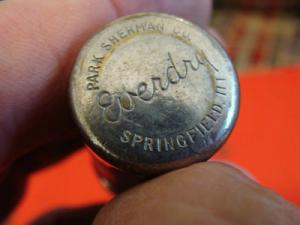 PARK SHERMAN CO.
Everdry
SPRINGFIELD, ILL.